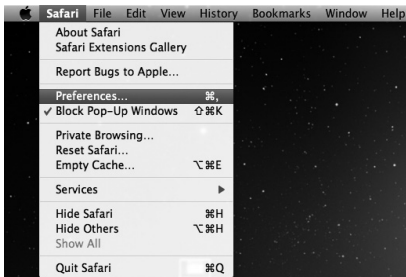 Safari File Edit View History Bookmarks Window Help
About Safari
Safari Extensions Gallery
Report Bugs to Apple...
Preferences... ⌘,
✓ Block Pop-Up Windows ⇧⌘K
Private Browsing...
Reset Safari...
Empty Cache... ⌥⌘E
Services ▶
Hide Safari ⌘H
Hide Others ⌥⌘H
Show All
Quit Safari ⌘Q